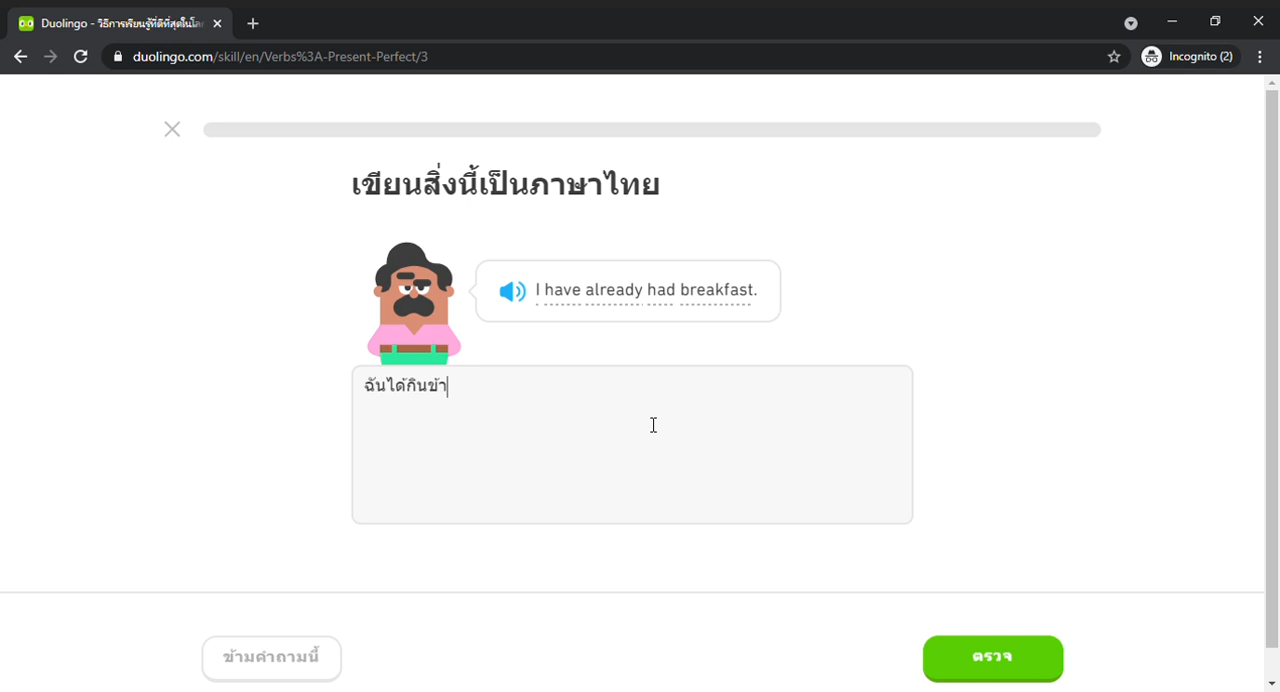 Duolingo - วิธีการเรียนรู้ที่ดีที่สุดในโล
duolingo.com/skill/en/Verbs%3A-Present-Perfect/3
Incognito (2)
เขียนสิ่งนี้เป็นภาษาไทย
I have already had breakfast.
ฉันได้กินข้า
ข้ามคำถามนี้
ตรวจ